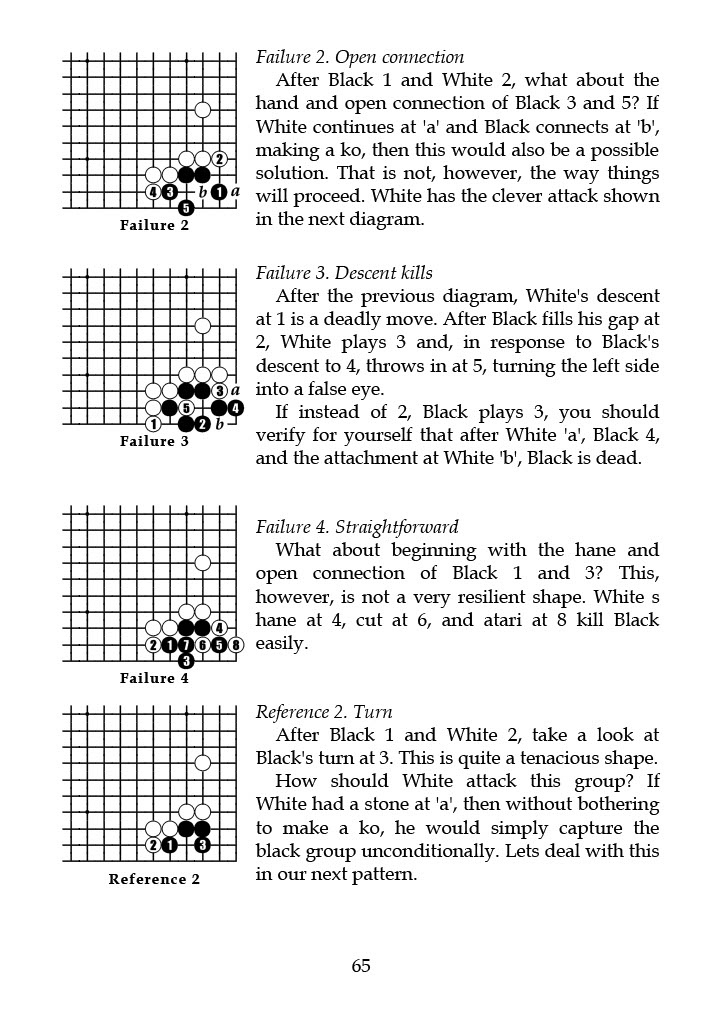 Failure 2. Open connection
After Black 1 and White 2, what about the
hand and open connection of Black 3 and 5? If
White continues at 'a' and Black connects at 'b',
making a ko, then this would also be a possible
solution. That is not, however, the way things
will proceed. White has the clever attack shown
in the next diagram.
2
4 3 b 1 a
5
Failure 2
Failure 3. Descent kills
After the previous diagram, White's descent
at 1 is a deadly move. After Black fills his gap at
2, White plays 3 and, in response to Black's
descent to 4, throws in at 5, turning the left side
into a false eye.
If instead of 2, Black plays 3, you should
verify for yourself that after White 'a', Black 4,
and the attachment at White 'b', Black is dead.
3 a
5 4
1 2 b
Failure 3
Failure 4. Straightforward
What about beginning with the hane and
open connection of Black 1 and 3? This,
however, is not a very resilient shape. White s
hane at 4, cut at 6, and atari at 8 kill Black
easily.
4
2 1 7 6 5 8
3
Failure 4
Reference 2. Turn
After Black 1 and White 2, take a look at
Black's turn at 3. This is quite a tenacious shape.
How should White attack this group? If
White had a stone at 'a', then without bothering
to make a ko, he would simply capture the
black group unconditionally. Lets deal with this
in our next pattern.
2 1 3
Reference 2
65